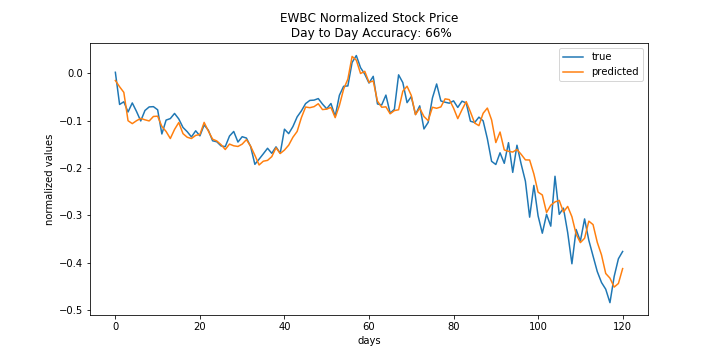 EWBC Normalized Stock Price
Day to Day Accuracy: 66%
true
predicted
normalized values
0.0
−0.1
−0.2
−0.3
−0.4
−0.5
0
20
40
60
80
100
120
days